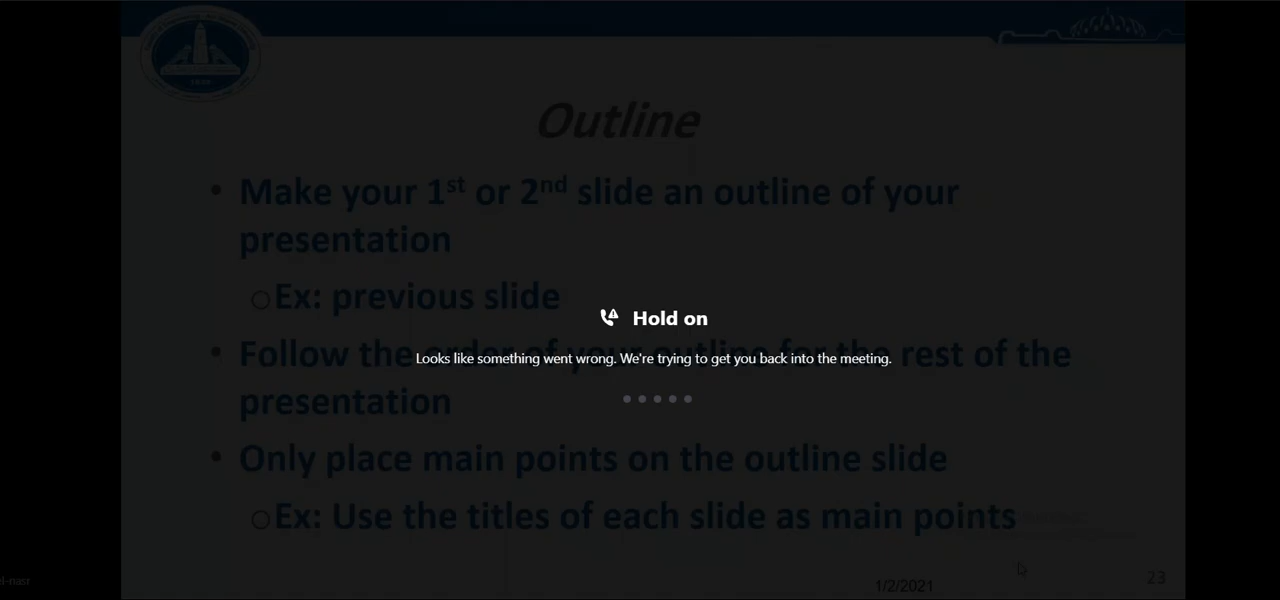 Outline
• Make your 1st or 2nd slide an outline of your
presentation
○Ex: previous slide
Hold on
• Follow the order of your outline for the rest of the
Looks like something went wrong. We're trying to get you back into the meeting.
presentation
• Only place main points on the outline slide
○Ex: Use the titles of each slide as main points
1/2/2021
23